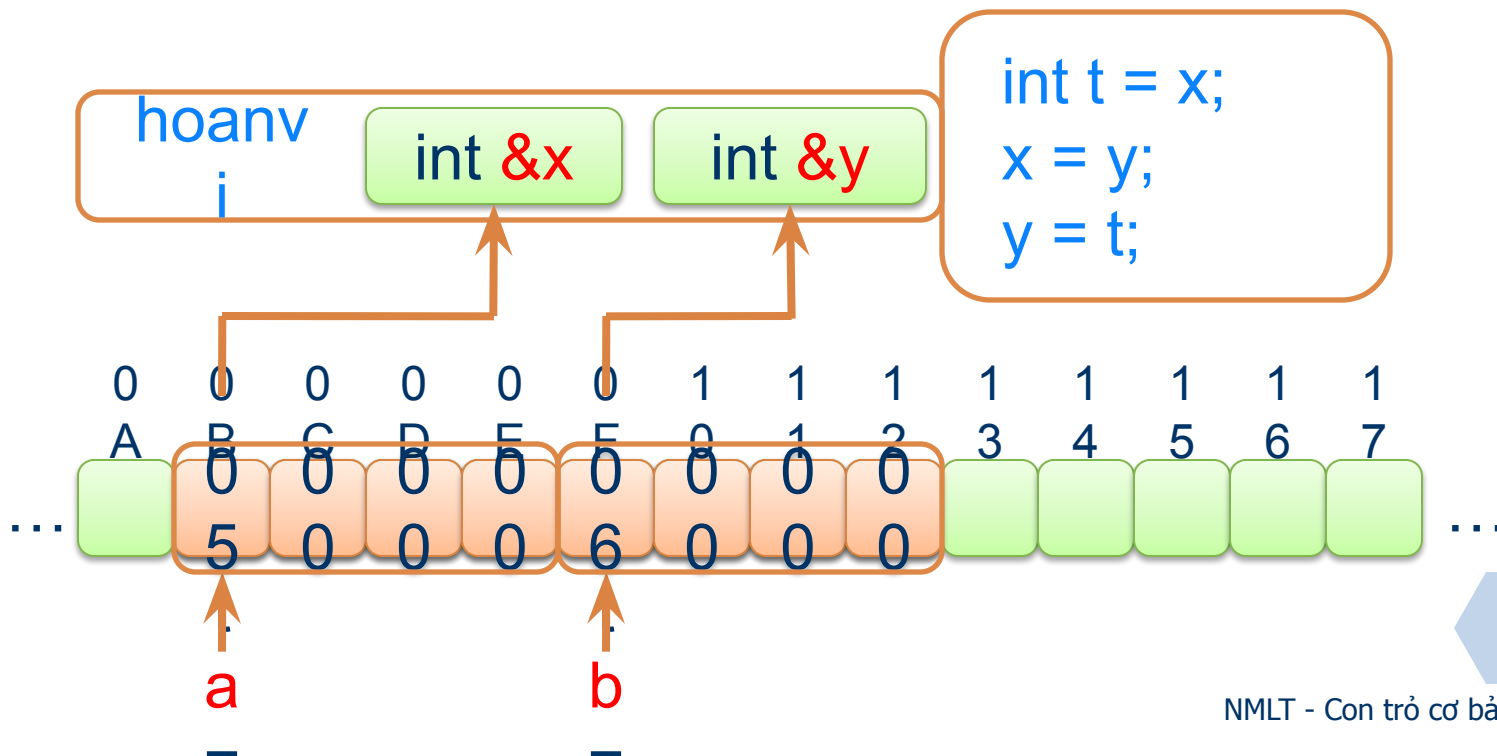 hoanv
i
int &x
int &y
int t = x;
x = y;
y = t;
0 0 0 0 0 0 1 1 1 1 1 1 1 1
A B C D E F 0 1 2 3 4 5 6 7
0 0 0 0 0 0 0 0
… 5 0 0 0 6 0 0 0 …
a
b
NMLT - Con trỏ cơ bả